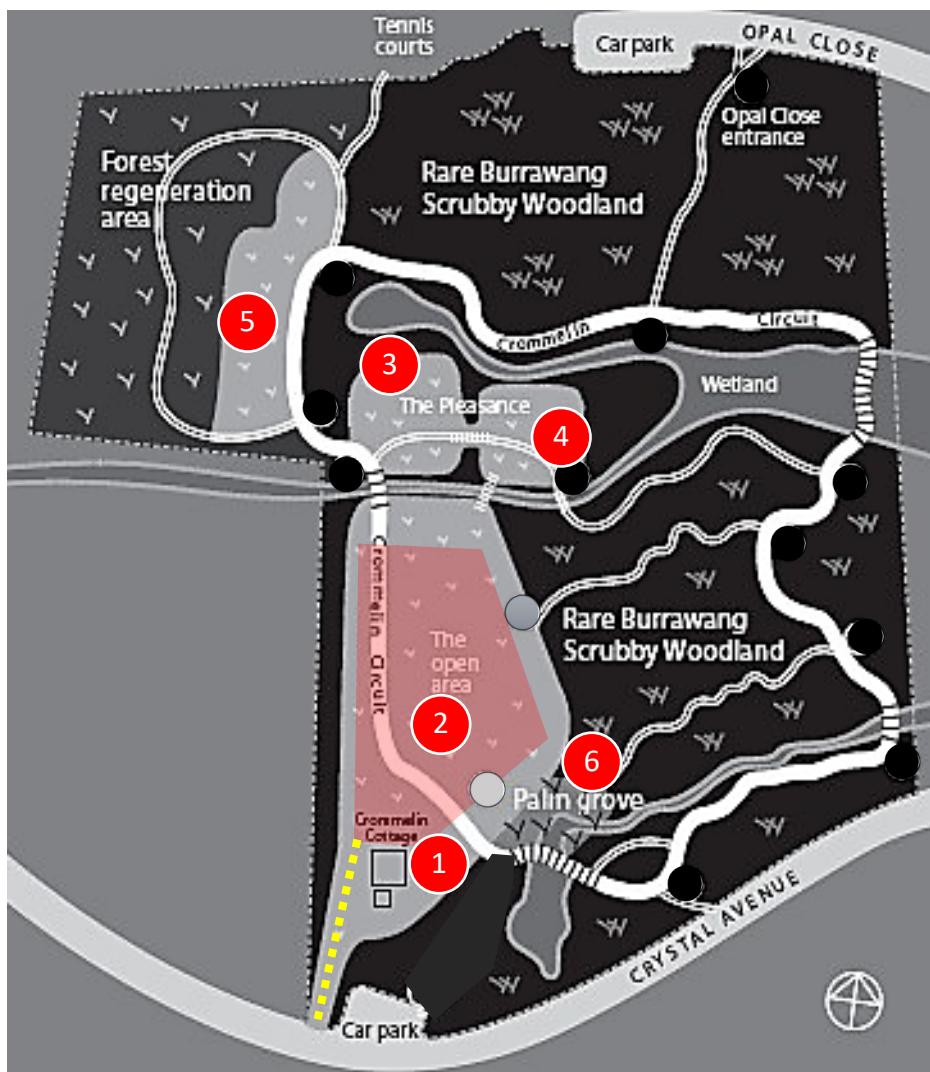 Tennis
courts
Car park
OPAL CLOSE
Opal Close
entrance
Forest
regeneration
area
Rare Burrawang
Scrubby Woodland
5
3
Crommelin
Circuit
Wetland
The Pleasance
4
Crommelin Circuit
Rare Burrawang
Scrubby Woodland
The
open
area
2
6
Palm grove
Crommelin
Cottage
1
CRYSTAL AVENUE
Car park